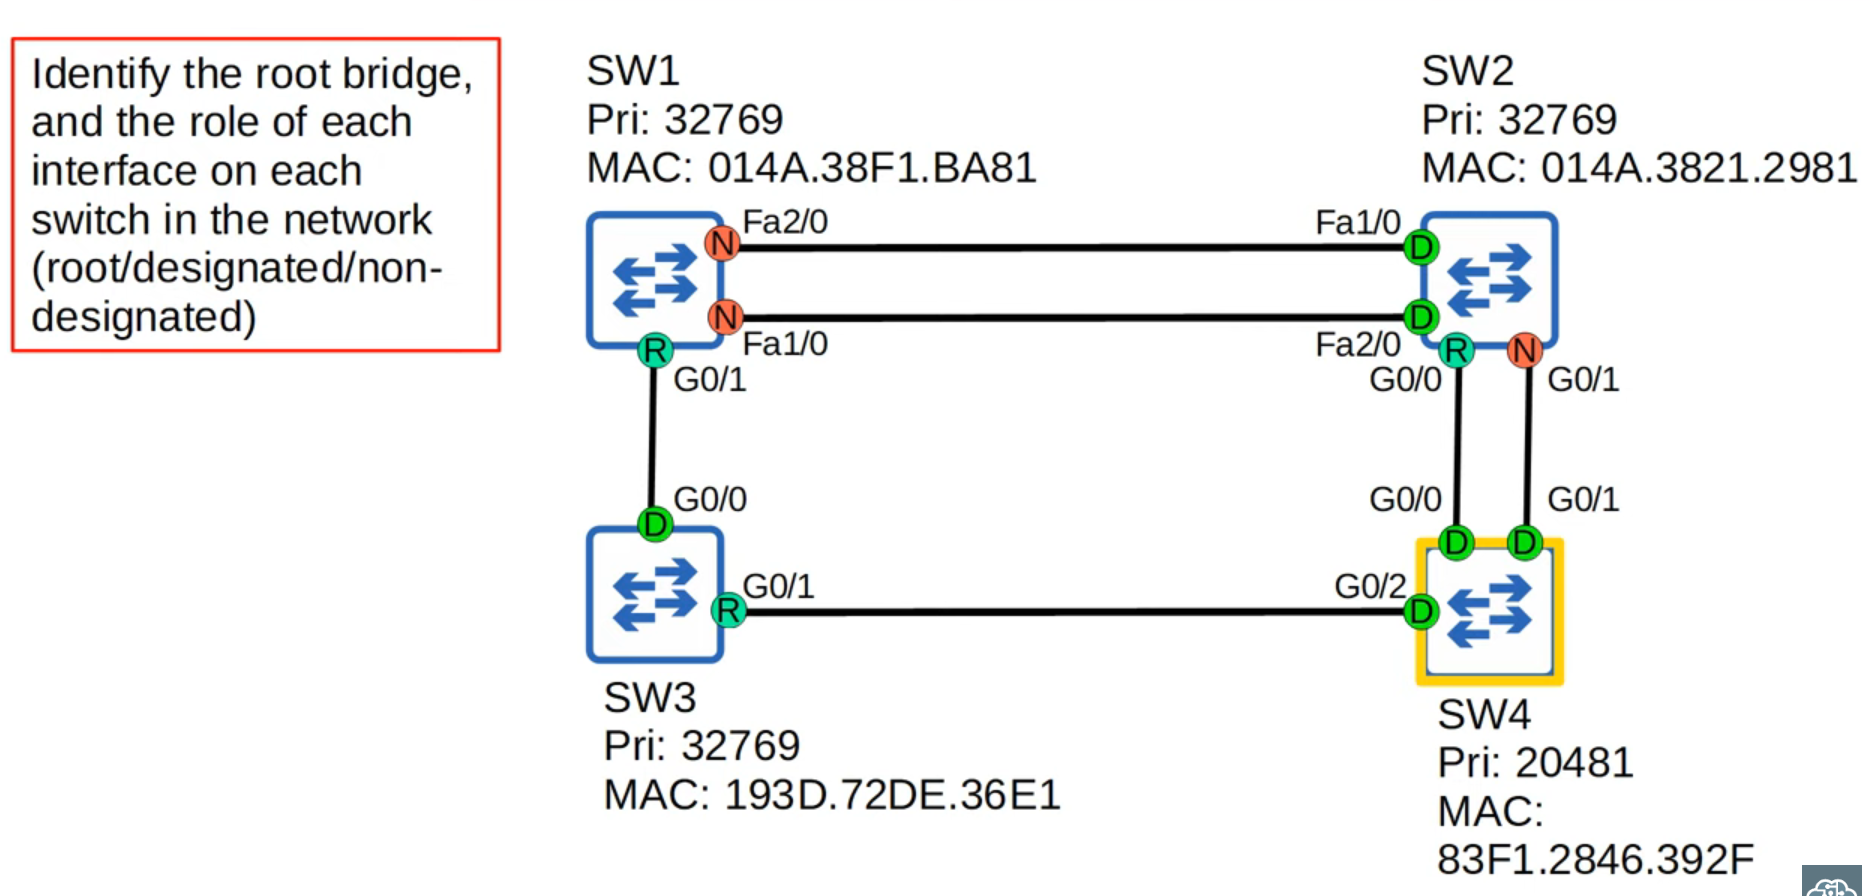 Identify the root bridge,
and the role of each
interface on each
switch in the network
(root/designated/non-
designated)
SW1
Pri: 32769
MAC: 014A.38F1.BA81
SW2
Pri: 32769
MAC: 014A.3821.2981
N
Fa2/0
Fa1/0
D
N
Fa1/0
Fa2/0
D
R
G0/1
R
G0/0
N
G0/1
D
G0/0
G0/0
D
G0/1
D
R
G0/1
G0/2
D
SW3
Pri: 32769
MAC: 193D.72DE.36E1
SW4
Pri: 20481
MAC:
83F1.2846.392F